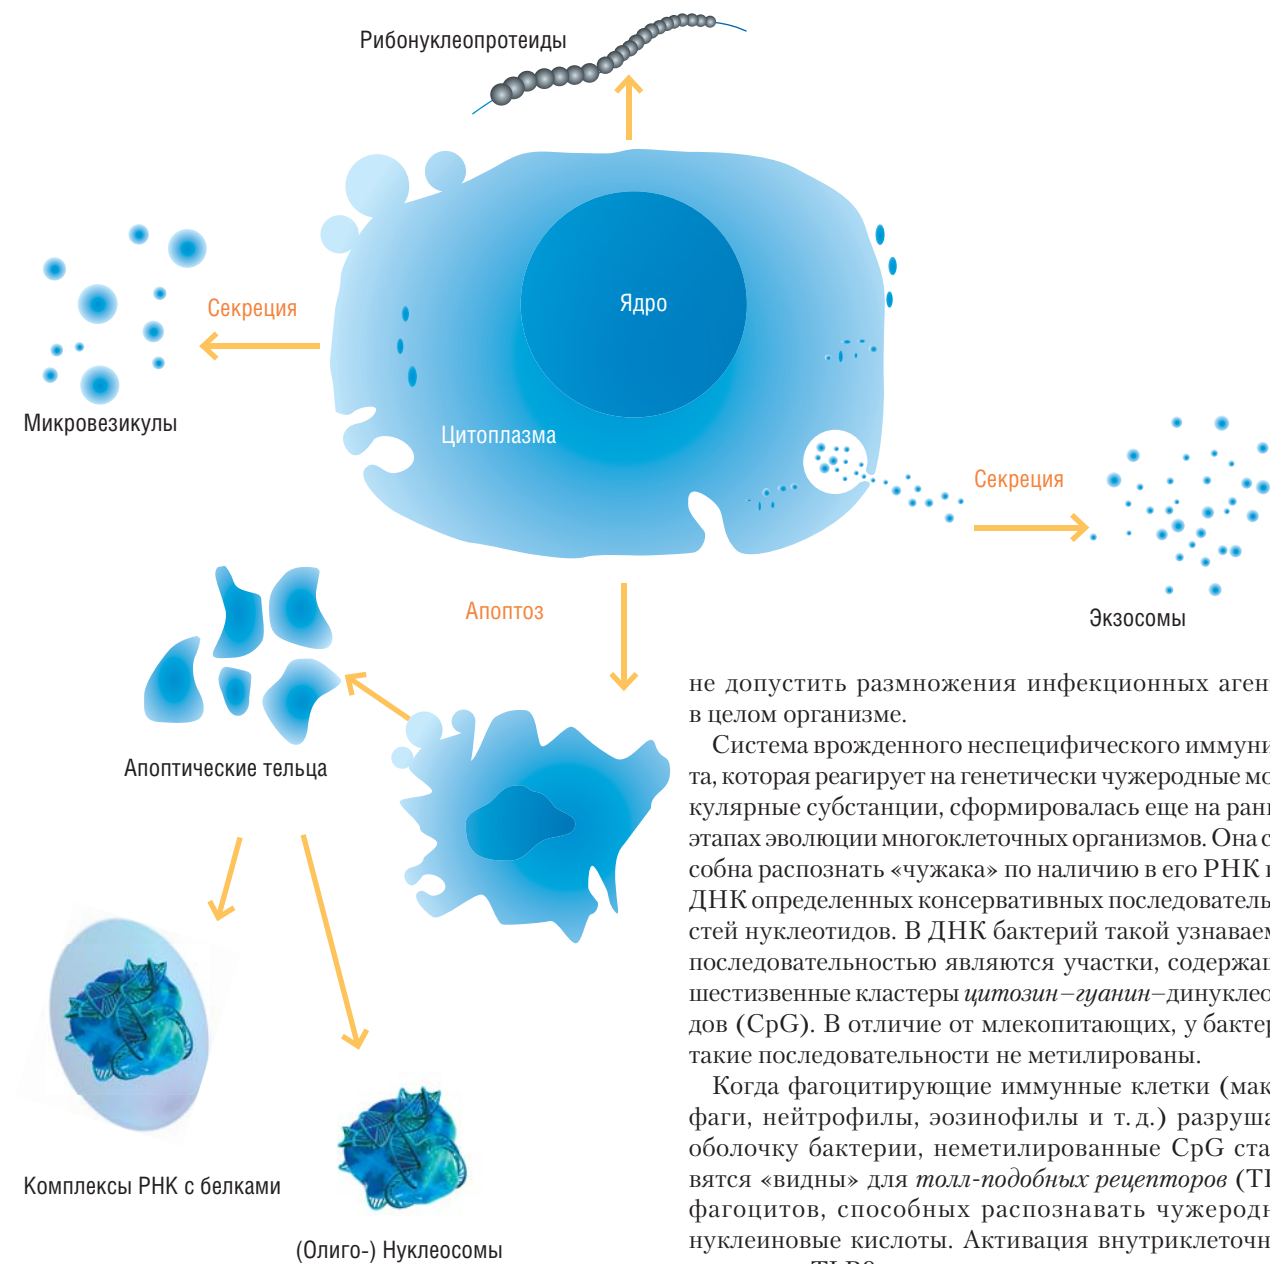 Рибонуклеопротеиды
Ядро
Секреция
Микровезикулы
Цитоплазма
Секреция
Экзосомы
Апоптоз
Апоптические тельца
Комплексы РНК с белками
(Олиго-) Нуклеосомы
не допустить размножения инфекционных аген
в целом организме.
Система врожденного неспецифического иммуни
та, которая реагирует на генетически чужеродные мо
кулярные субстанции, сформировалась еще на ран
этапах эволюции многоклеточных организмов. Она с
собна распознать «чужака» по наличию в его РНК
ДНК определенных консервативных последователь
стей нуклеотидов. В ДНК бактерий такой узнаваем
последовательностью являются участки, содержа
шестизвенные кластеры цитозин–гуанин–динуклео
дов (CpG). В отличие от млекопитающих, у бактер
такие последовательности не метилированы.
Когда фагоцитирующие иммунные клетки (мак
фаги, нейтрофилы, эозинофилы и т. д.) разруша
оболочку бактерии, неметилированные CpG ста
вятся «видны» для толл-подобных рецепторов (TL
фагоцитов, способных распознавать чужеродн
нуклеиновые кислоты. Активация внутриклеточн